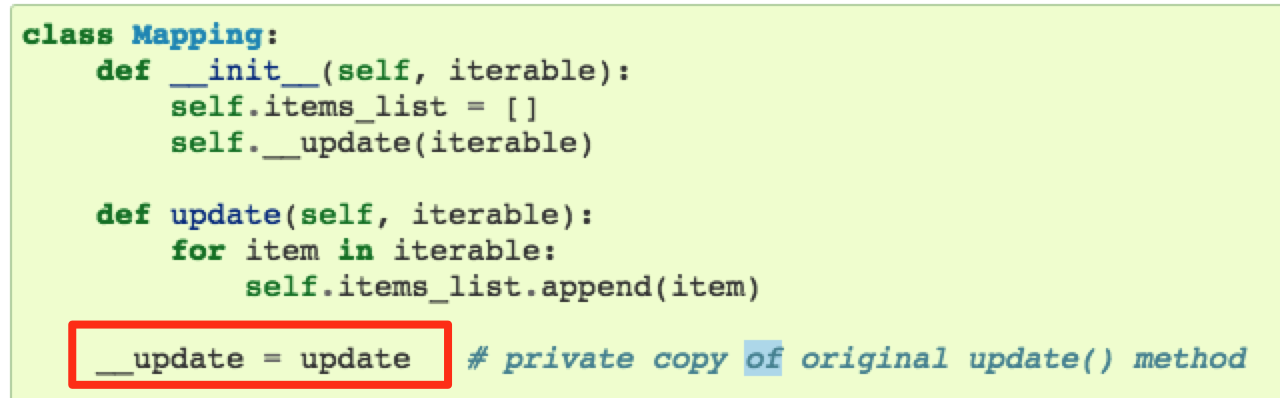 class Mapping:
    def __init__(self, iterable):
        self.items_list = []
        self.__update(iterable)
    def update(self, iterable):
        for item in iterable:
            self.items_list.append(item)
    __update = update   # private copy of original update() method